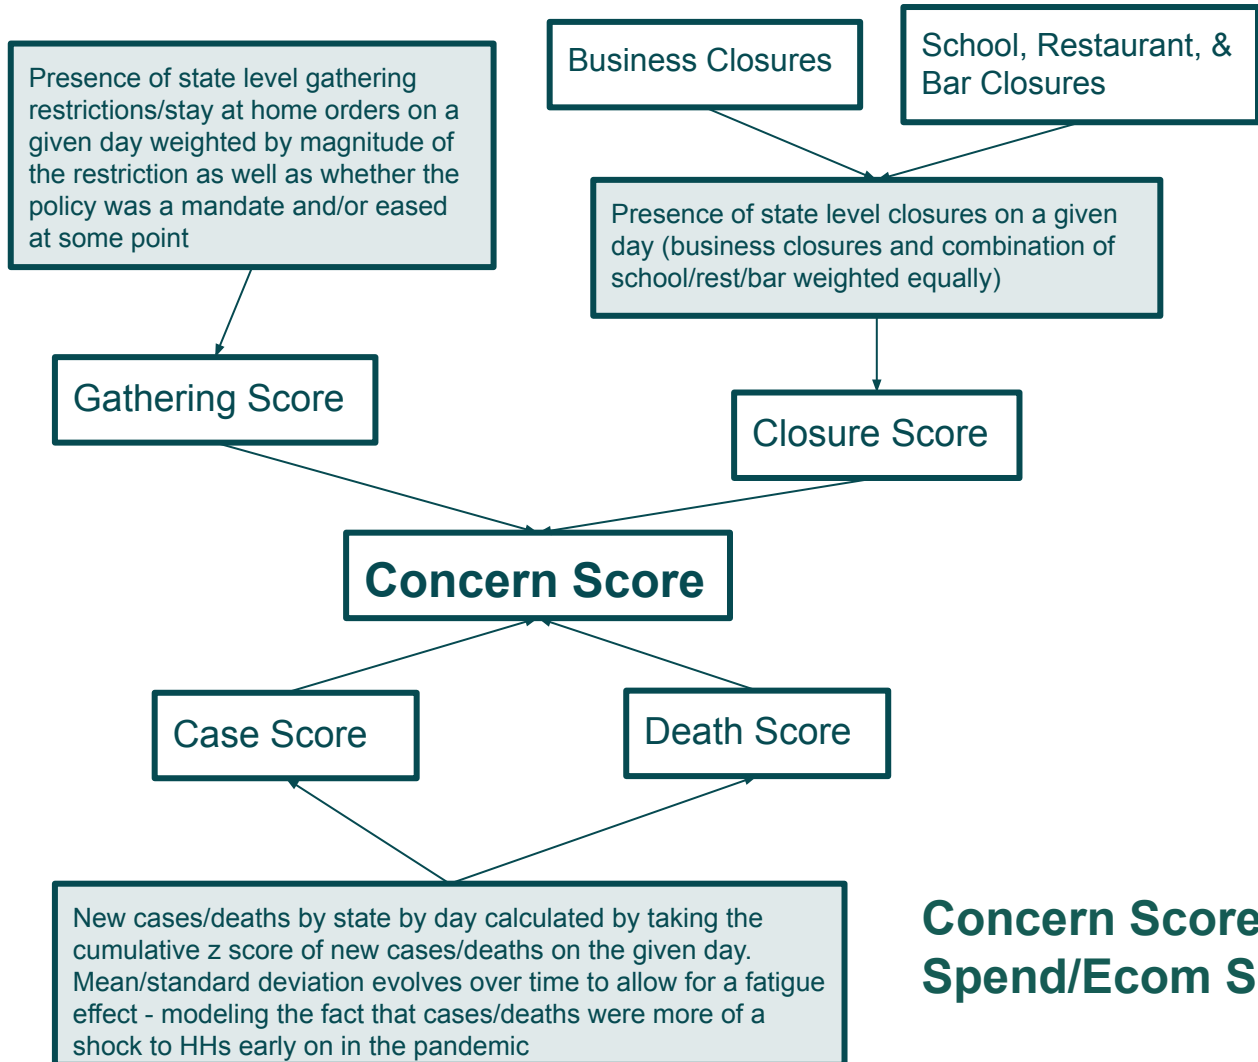 Business Closures
School, Restaurant, &
Bar Closures
Presence of state level gathering
restrictions/stay at home orders on a
given day weighted by magnitude of
the restriction as well as whether the
policy was a mandate and/or eased
at some point
Presence of state level closures on a given
day (business closures and combination of
school/rest/bar weighted equally)
Gathering Score
Closure Score
Concern Score
Case Score
Death Score
New cases/deaths by state by day calculated by taking the
cumulative z score of new cases/deaths on the given day.
Mean/standard deviation evolves over time to allow for a fatigue
effect - modeling the fact that cases/deaths were more of a
shock to HHs early on in the pandemic
Concern Score
Spend/Ecom S